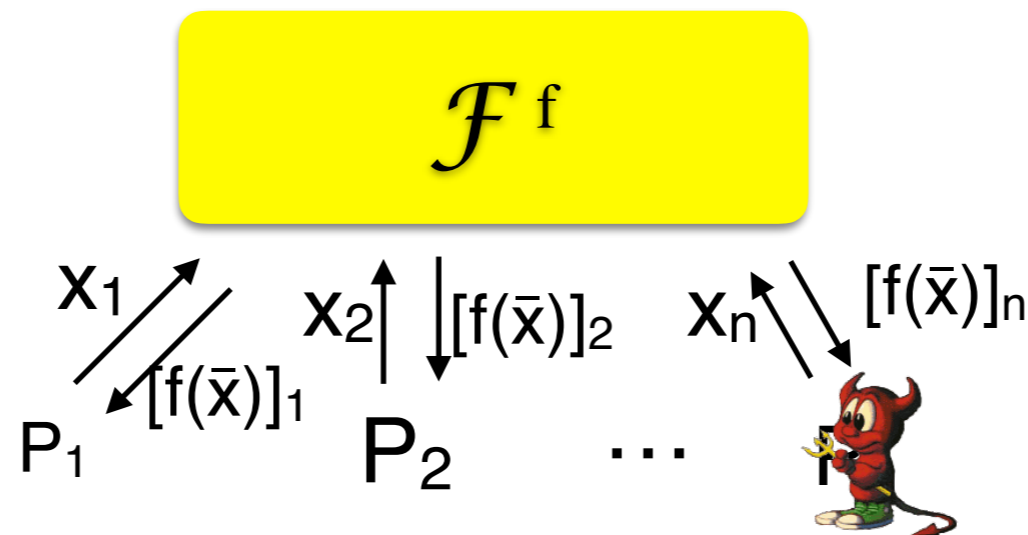 ℱ f
x₁ [f(x̄)]₁
x₂ [f(x̄)]₂
xₙ [f(x̄)]ₙ
P₁ P₂ ...